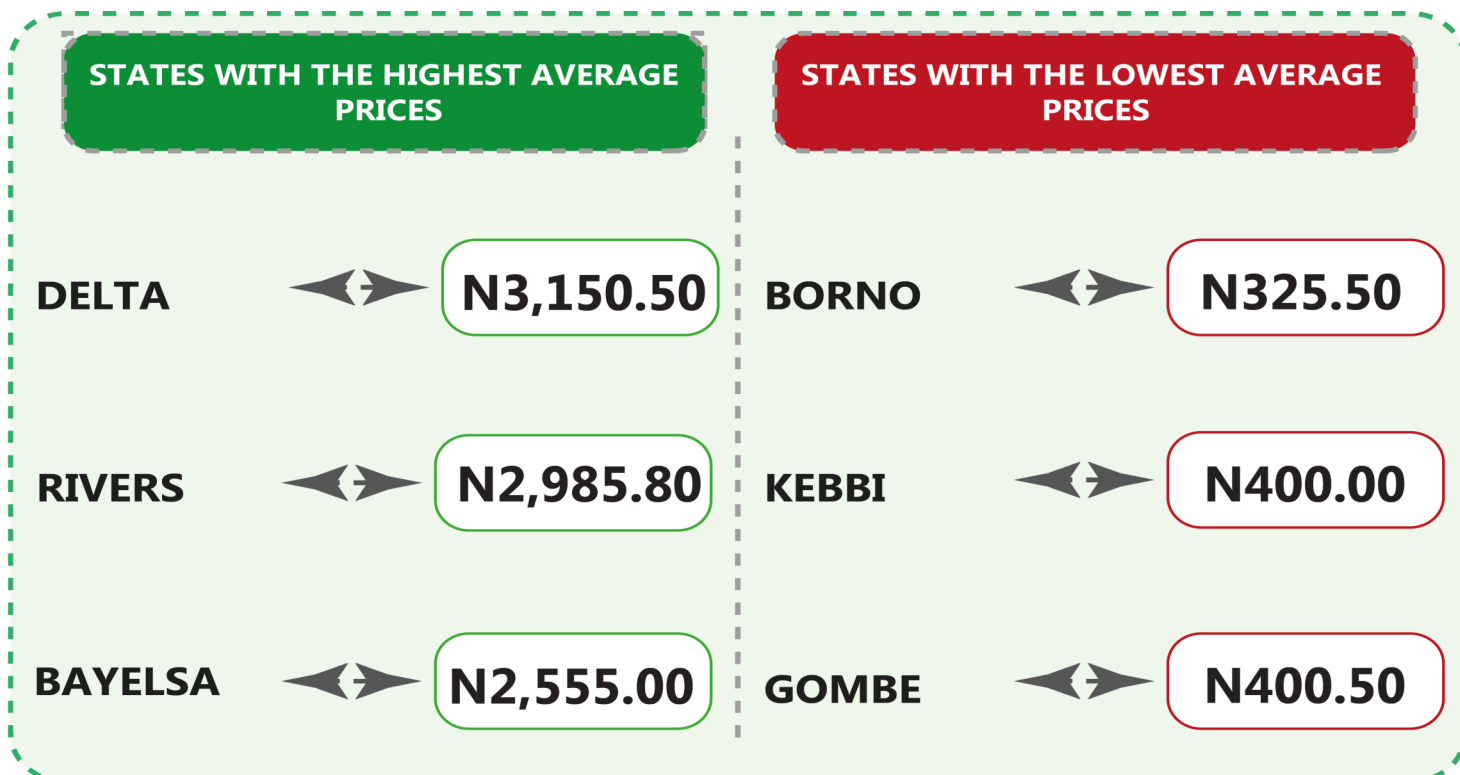 STATES WITH THE HIGHEST AVERAGE
PRICES
DELTA N3,150.50
RIVERS N2,985.80
BAYELSA N2,555.00
STATES WITH THE LOWEST AVERAGE
PRICES
BORNO N325.50
KEBBI N400.00
GOMBE N400.50